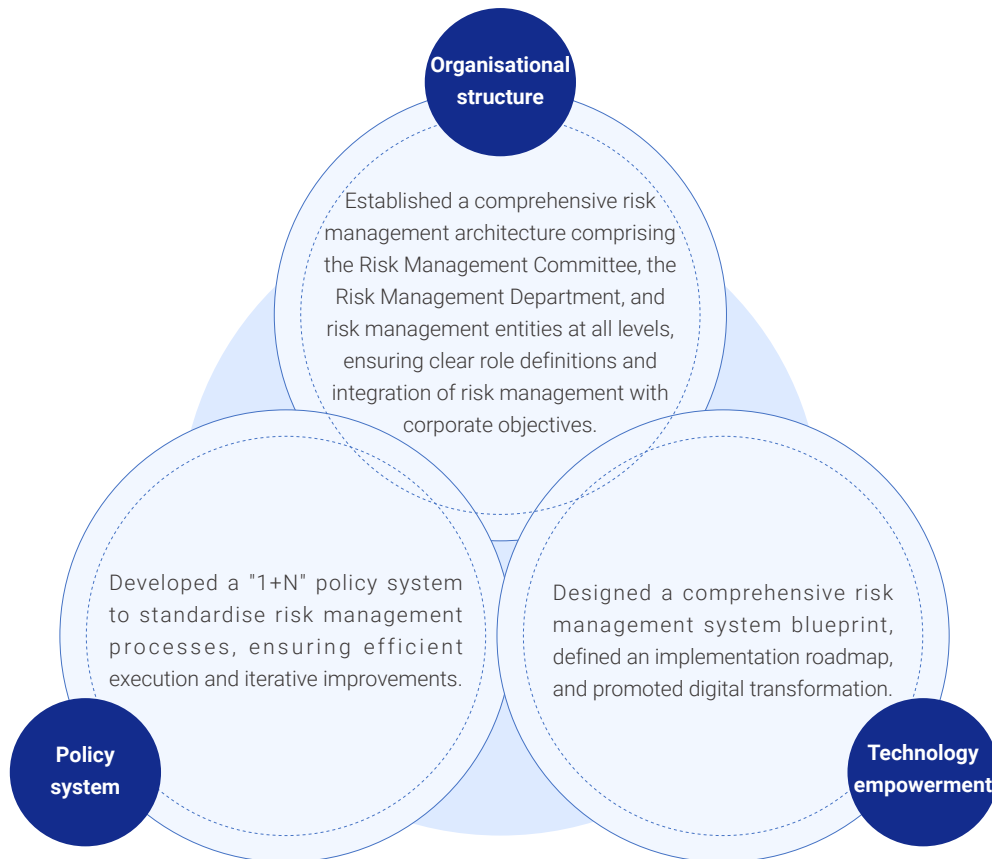 Organisational
structure
Established a comprehensive risk
management architecture comprising
the Risk Management Committee, the
Risk Management Department, and
risk management entities at all levels,
ensuring clear role definitions and
integration of risk management with
corporate objectives.
Developed a "1+N" policy system
to standardise risk management
processes, ensuring efficient
execution and iterative improvements.
Policy
system
Designed a comprehensive risk
management system blueprint,
defined an implementation roadmap,
and promoted digital transformation.
Technology
empowerment